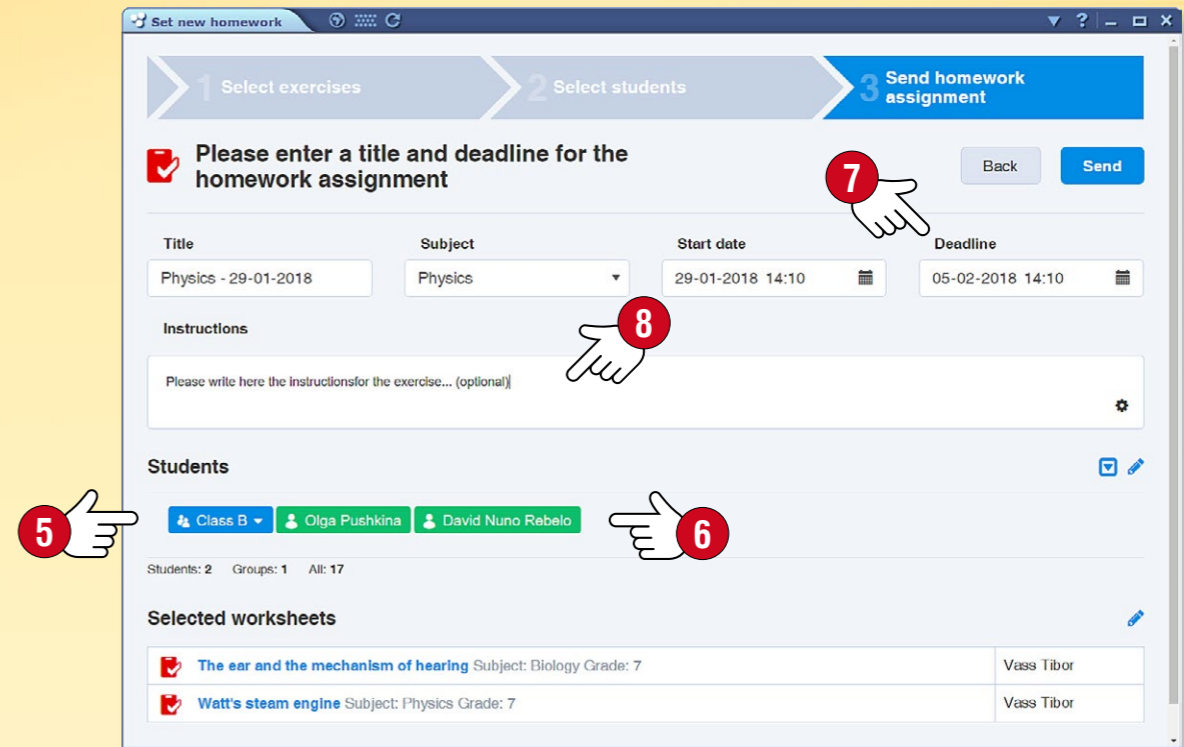 Set new homework
1 Select exercises
2 Select students
3 Send homework
assignment
Please enter a title and deadline for the
homework assignment
7
Back
Send
Title
Subject
Start date
Deadline
Physics - 29-01-2018
Physics
29-01-2018 14:10
05-02-2018 14:10
8
Instructions
Please write here the instructionsfor the exercise... (optional)
Students
5
Class B
Olga Pushkina
David Nuno Rebelo
6
Students: 2 Groups: 1 All: 17
Selected worksheets
The ear and the mechanism of hearing Subject: Biology Grade: 7
Vass Tibor
Watt's steam engine Subject: Physics Grade: 7
Vass Tibor